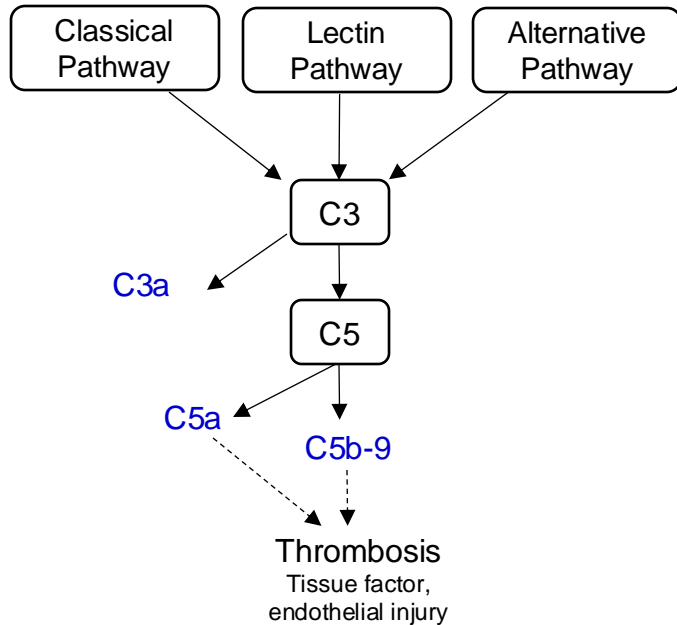 Classical
Pathway
Lectin
Pathway
Alternative
Pathway
C3
C3a
C5
C5a
C5b-9
Thrombosis
Tissue factor,
endothelial injury